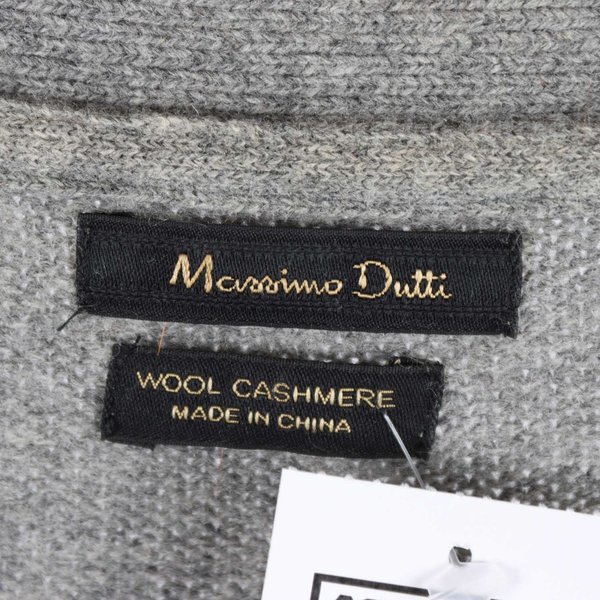 Massimo Dutti
WOOL CASHMERE
MADE IN CHINA